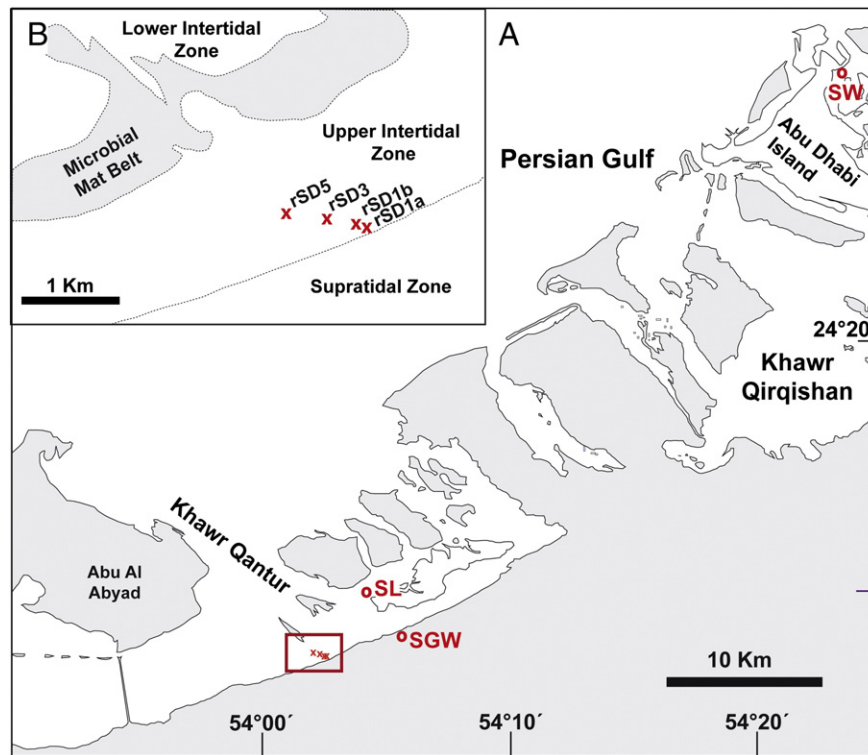 B
Lower Intertidal
Zone
Microbial
Mat Belt
Upper Intertidal
Zone
rSD5
rSD3
rSD1b
rSD1a
1 Km
Supratidal Zone
A
SW
Persian Gulf
Abu Dhabi
Island
24°20
Khawr
Qirqishan
Khawr Qantur
Abu Al
Abyad
SL
SGW
10 Km
54°00´
54°10´
54°20´